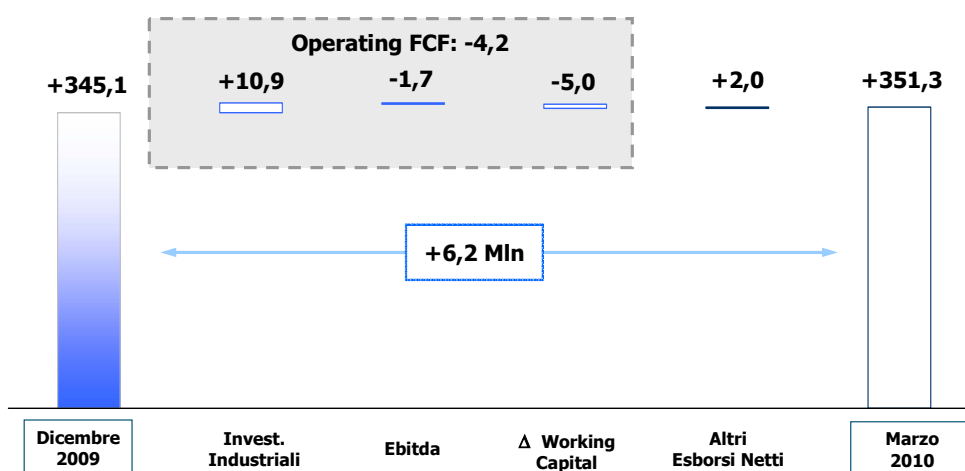 Operating FCF: -4,2
+345,1
+10,9
-1,7
-5,0
+2,0
+351,3
+6,2 Mln
Dicembre
2009
Invest.
Industriali
Ebitda
Δ Working
Capital
Altri
Esborsi Netti
Marzo
2010